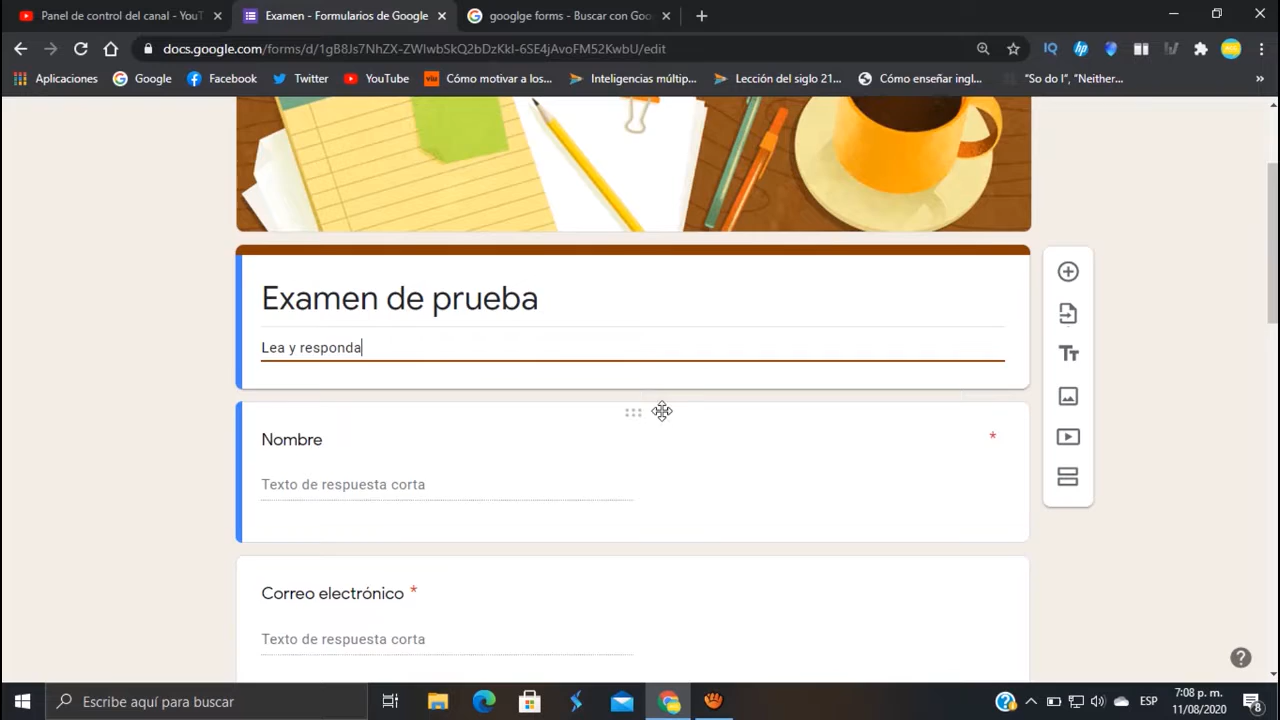 Panel de control del canal - YouT
Examen - Formularios de Google
googlge forms - Buscar con Goo
docs.google.com/forms/d/1gB8Js7NhZX-ZWlwbSkQ2bDzKkI-6SE4jAvoFM52KwbU/edit
Aplicaciones
Google
Facebook
Twitter
YouTube
Cómo motivar a los...
Inteligencias múltip...
Lección del siglo 21...
Cómo enseñar ingl...
"So do I", "Neither...
»
Examen de prueba
Lea y responda
Nombre *
Texto de respuesta corta
Correo electrónico *
Texto de respuesta corta
Escribe aquí para buscar
ESP
7:08 p. m.
11/08/2020
8